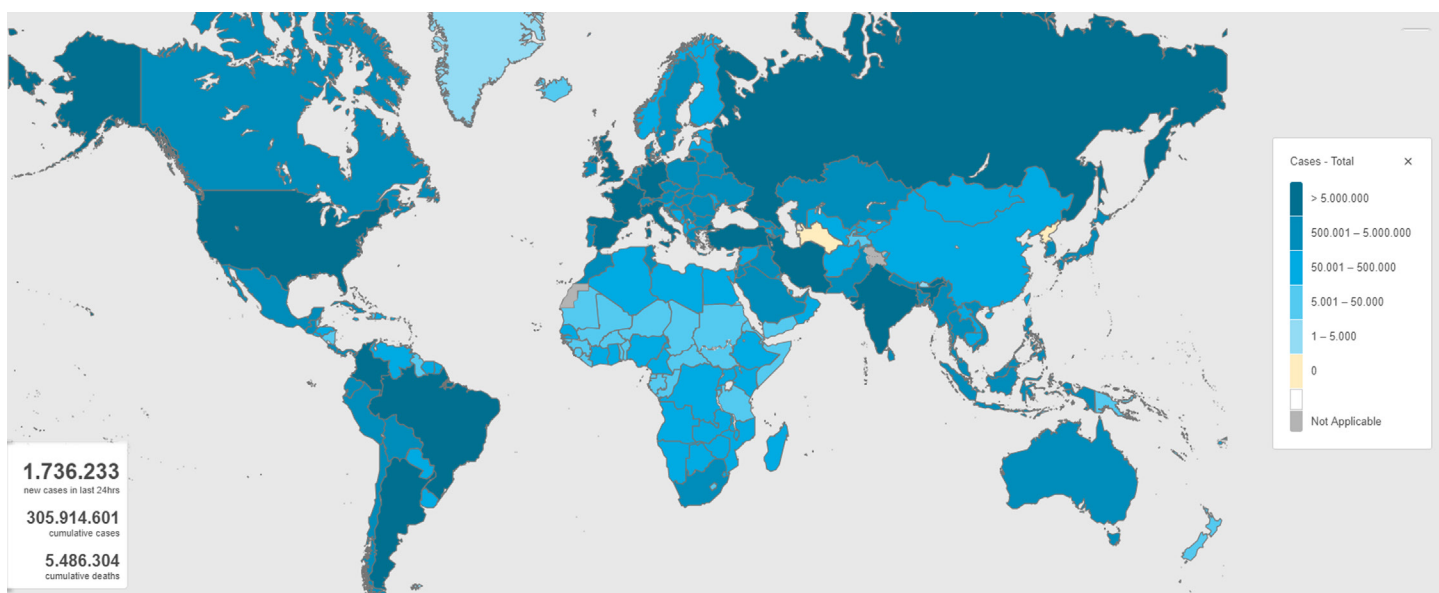 Cases - Total ×
> 5.000.000
500.001 – 5.000.000
50.001 – 500.000
5.001 – 50.000
1 – 5.000
0
Not Applicable
1.736.233
new cases in last 24hrs
305.914.601
cumulative cases
5.486.304
cumulative deaths